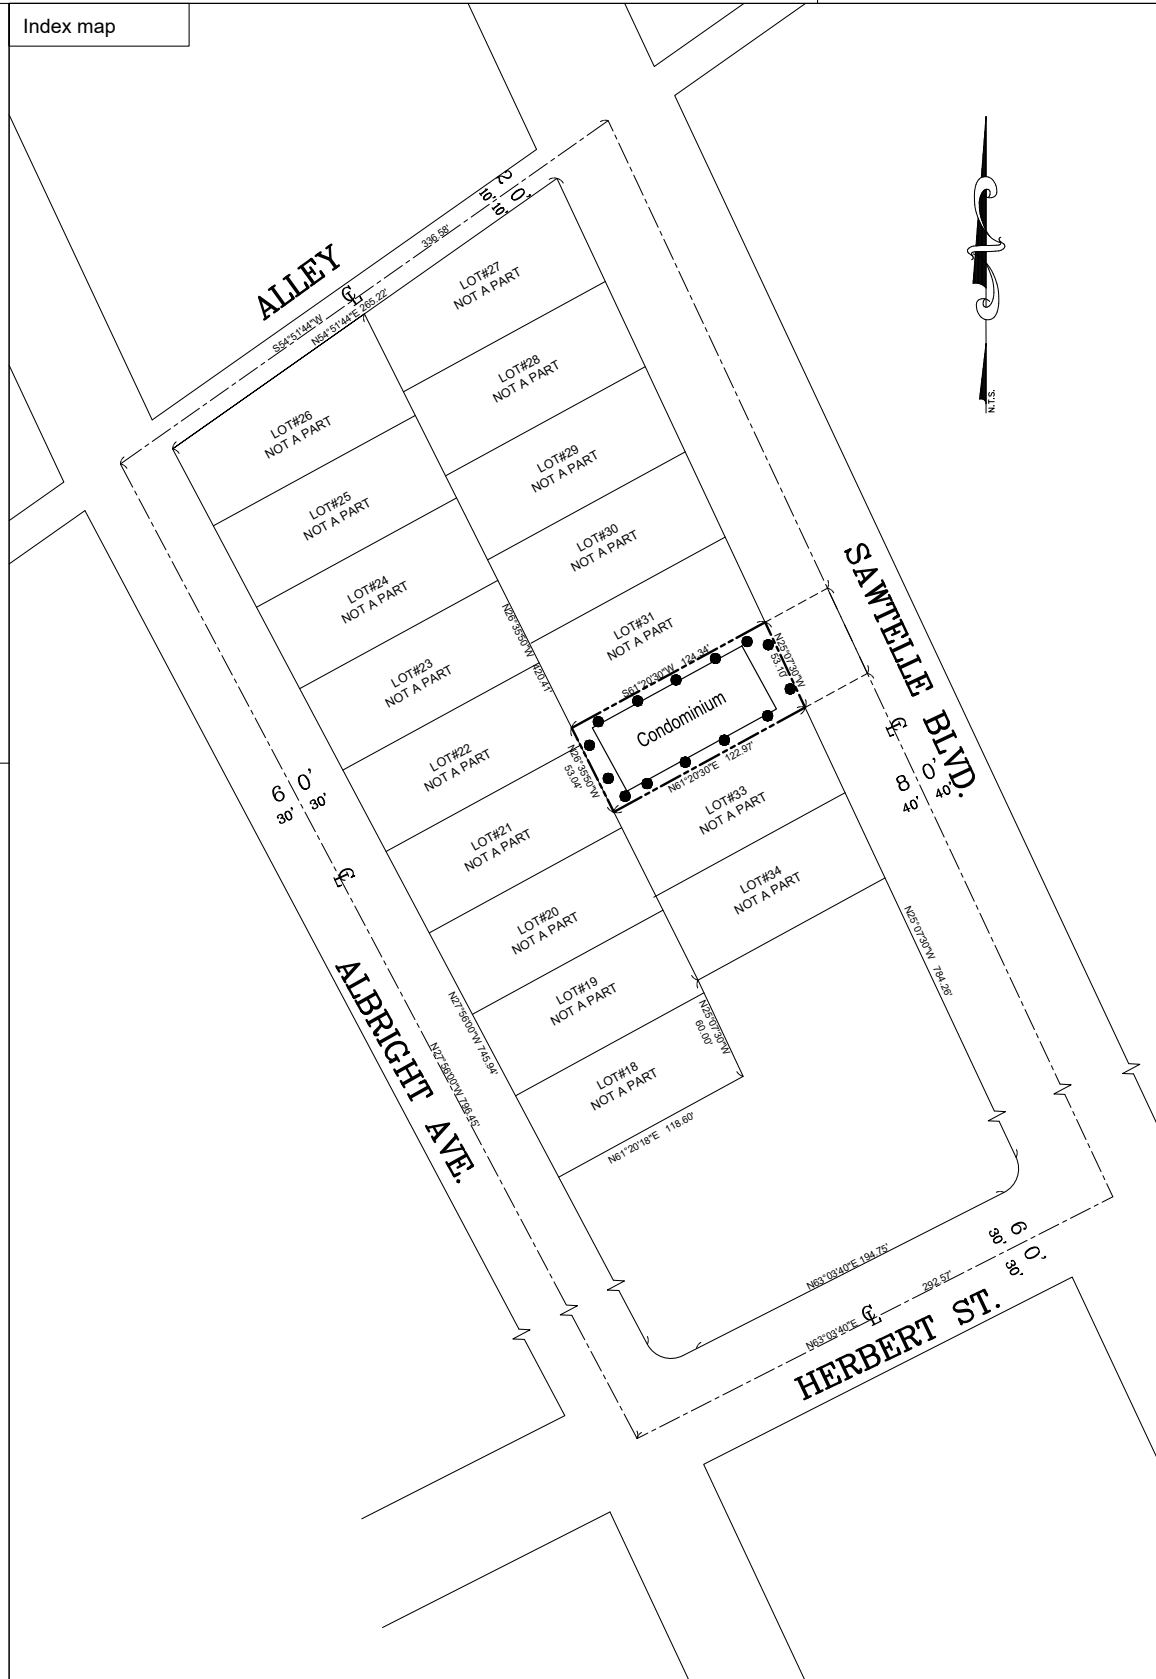 Index map
ALLEY
20'
10' 10'
336.58'
S54°51'44"W
N54°51'44"E 265.22'
N.T.S.
LOT#27
NOT A PART
LOT#28
NOT A PART
LOT#26
NOT A PART
LOT#29
NOT A PART
LOT#25
NOT A PART
LOT#30
NOT A PART
LOT#24
NOT A PART
LOT#31
NOT A PART
N26°35'50"W 420.41'
SAWTELLE BLVD.
S61°20'30"W 124.34'
N25°07'30"W
53.10'
LOT#23
NOT A PART
Condominium
LOT#22
NOT A PART
N26°35'50"W
53.04'
N61°20'30"E 122.97'
60'
30' 30'
80'
40' 40'
LOT#33
NOT A PART
LOT#21
NOT A PART
LOT#34
NOT A PART
LOT#20
NOT A PART
N25°07'30"W 784.26'
ALBRIGHT AVE.
LOT#19
NOT A PART
N27°56'00"W 745.94'
N25°07'30"W
60.00'
N27°56'00"W 796.45'
LOT#18
NOT A PART
N61°20'18"E 118.60'
N63°03'40"E 194.75'
60'
30'
30'
N63°03'40"E
292.57'
HERBERT ST.